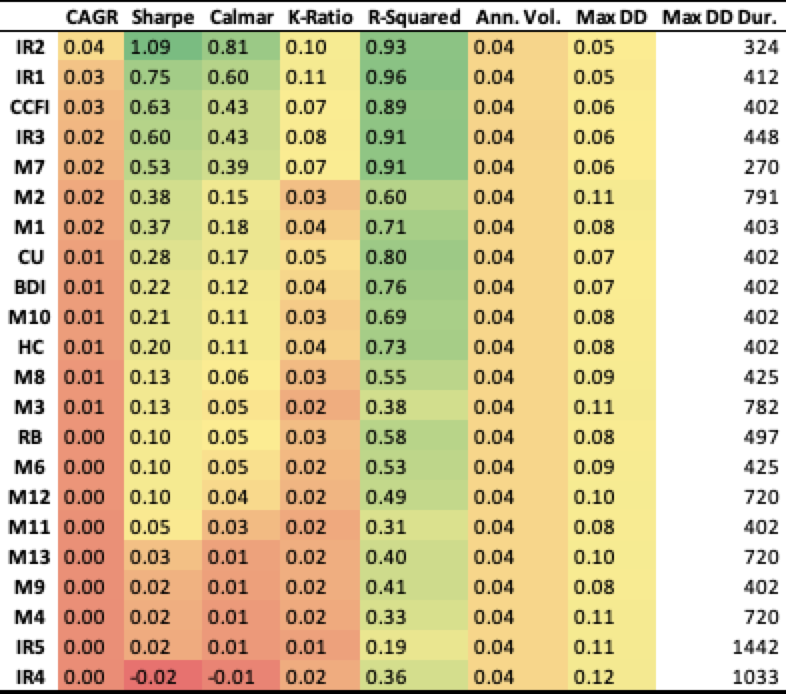 CAGR Sharpe Calmar K-Ratio R-Squared Ann. Vol. Max DD Max DD Dur.
IR2 0.04 1.09 0.81 0.10 0.93 0.04 0.05 324
IR1 0.03 0.75 0.60 0.11 0.96 0.04 0.05 412
CCFI 0.03 0.63 0.43 0.07 0.89 0.04 0.06 402
IR3 0.02 0.60 0.43 0.08 0.91 0.04 0.06 448
M7 0.02 0.53 0.39 0.07 0.91 0.04 0.06 270
M2 0.02 0.38 0.15 0.03 0.60 0.04 0.11 791
M1 0.02 0.37 0.18 0.04 0.71 0.04 0.08 403
CU 0.01 0.28 0.17 0.05 0.80 0.04 0.07 402
BDI 0.01 0.22 0.12 0.04 0.76 0.04 0.07 402
M10 0.01 0.21 0.11 0.03 0.69 0.04 0.08 402
HC 0.01 0.20 0.11 0.04 0.73 0.04 0.08 402
M8 0.01 0.13 0.06 0.03 0.55 0.04 0.09 425
M3 0.01 0.13 0.05 0.02 0.38 0.04 0.11 782
RB 0.00 0.10 0.05 0.03 0.58 0.04 0.08 497
M6 0.00 0.10 0.05 0.02 0.53 0.04 0.09 425
M12 0.00 0.10 0.04 0.02 0.49 0.04 0.10 720
M11 0.00 0.05 0.03 0.02 0.31 0.04 0.08 402
M13 0.00 0.03 0.01 0.02 0.40 0.04 0.10 720
M9 0.00 0.02 0.01 0.02 0.41 0.04 0.08 402
M4 0.00 0.02 0.01 0.02 0.33 0.04 0.11 720
IR5 0.00 0.02 0.01 0.01 0.19 0.04 0.11 1442
IR4 0.00 -0.02 -0.01 0.02 0.36 0.04 0.12 1033